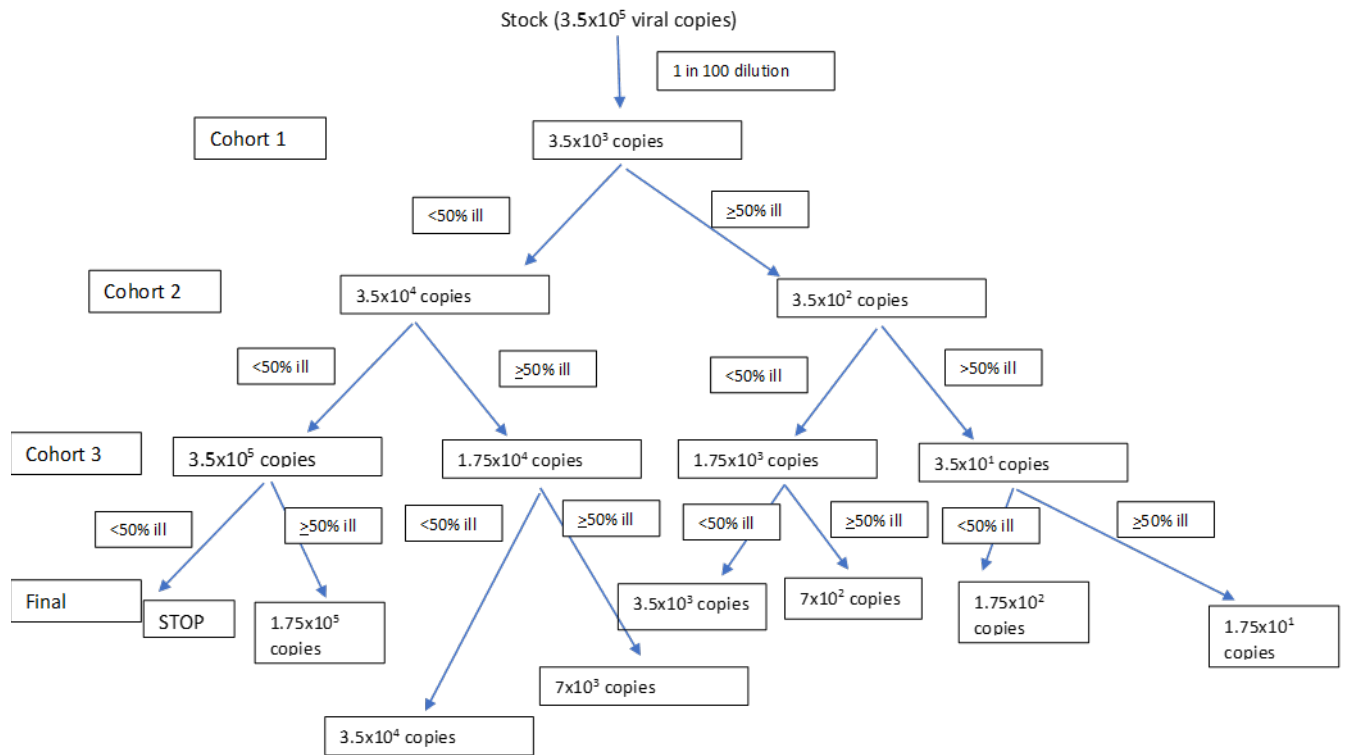 Stock (3.5x10⁵ viral copies)
1 in 100 dilution
Cohort 1
3.5x10³ copies
<50% ill
≥50% ill
Cohort 2
3.5x10⁴ copies
3.5x10² copies
<50% ill
≥50% ill
<50% ill
>50% ill
Cohort 3
3.5x10⁵ copies
1.75x10⁴ copies
1.75x10³ copies
3.5x10¹ copies
<50% ill
≥50% ill
<50% ill
≥50% ill
<50% ill
≥50% ill
<50% ill
≥50% ill
Final
STOP
1.75x10⁵
copies
3.5x10⁴ copies
7x10³ copies
3.5x10³ copies
7x10² copies
1.75x10²
copies
1.75x10¹
copies